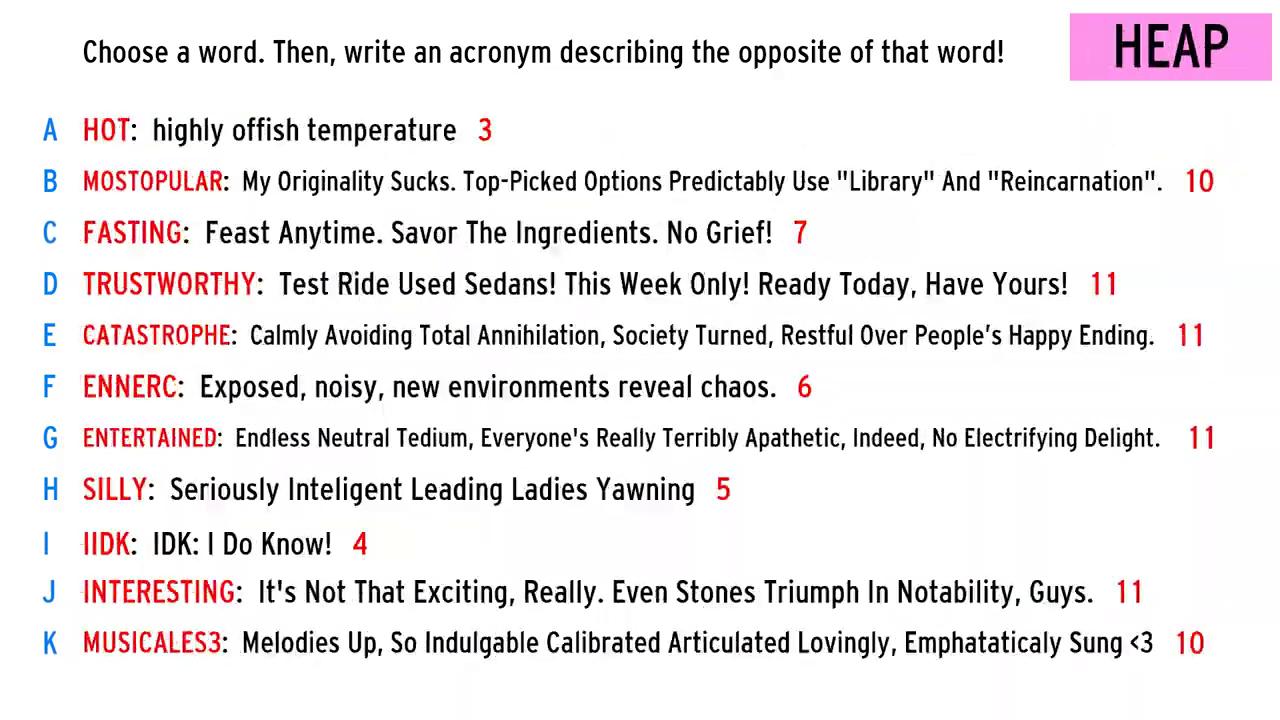 Choose a word. Then, write an acronym describing the opposite of that word!
HEAP
A HOT: highly offish temperature 3
B MOSTOPULAR: My Originality Sucks. Top-Picked Options Predictably Use "Library" And "Reincarnation". 10
C FASTING: Feast Anytime. Savor The Ingredients. No Grief! 7
D TRUSTWORTHY: Test Ride Used Sedans! This Week Only! Ready Today, Have Yours! 11
E CATASTROPHE: Calmly Avoiding Total Annihilation, Society Turned, Restful Over People's Happy Ending. 11
F ENNERC: Exposed, noisy, new environments reveal chaos. 6
G ENTERTAINED: Endless Neutral Tedium, Everyone's Really Terribly Apathetic, Indeed, No Electrifying Delight. 11
H SILLY: Seriously Inteligent Leading Ladies Yawning 5
I IIDK: IDK: I Do Know! 4
J INTERESTING: It's Not That Exciting, Really. Even Stones Triumph In Notability, Guys. 11
K MUSICALES3: Melodies Up, So Indulgable Calibrated Articulated Lovingly, Emphataticaly Sung <3 10